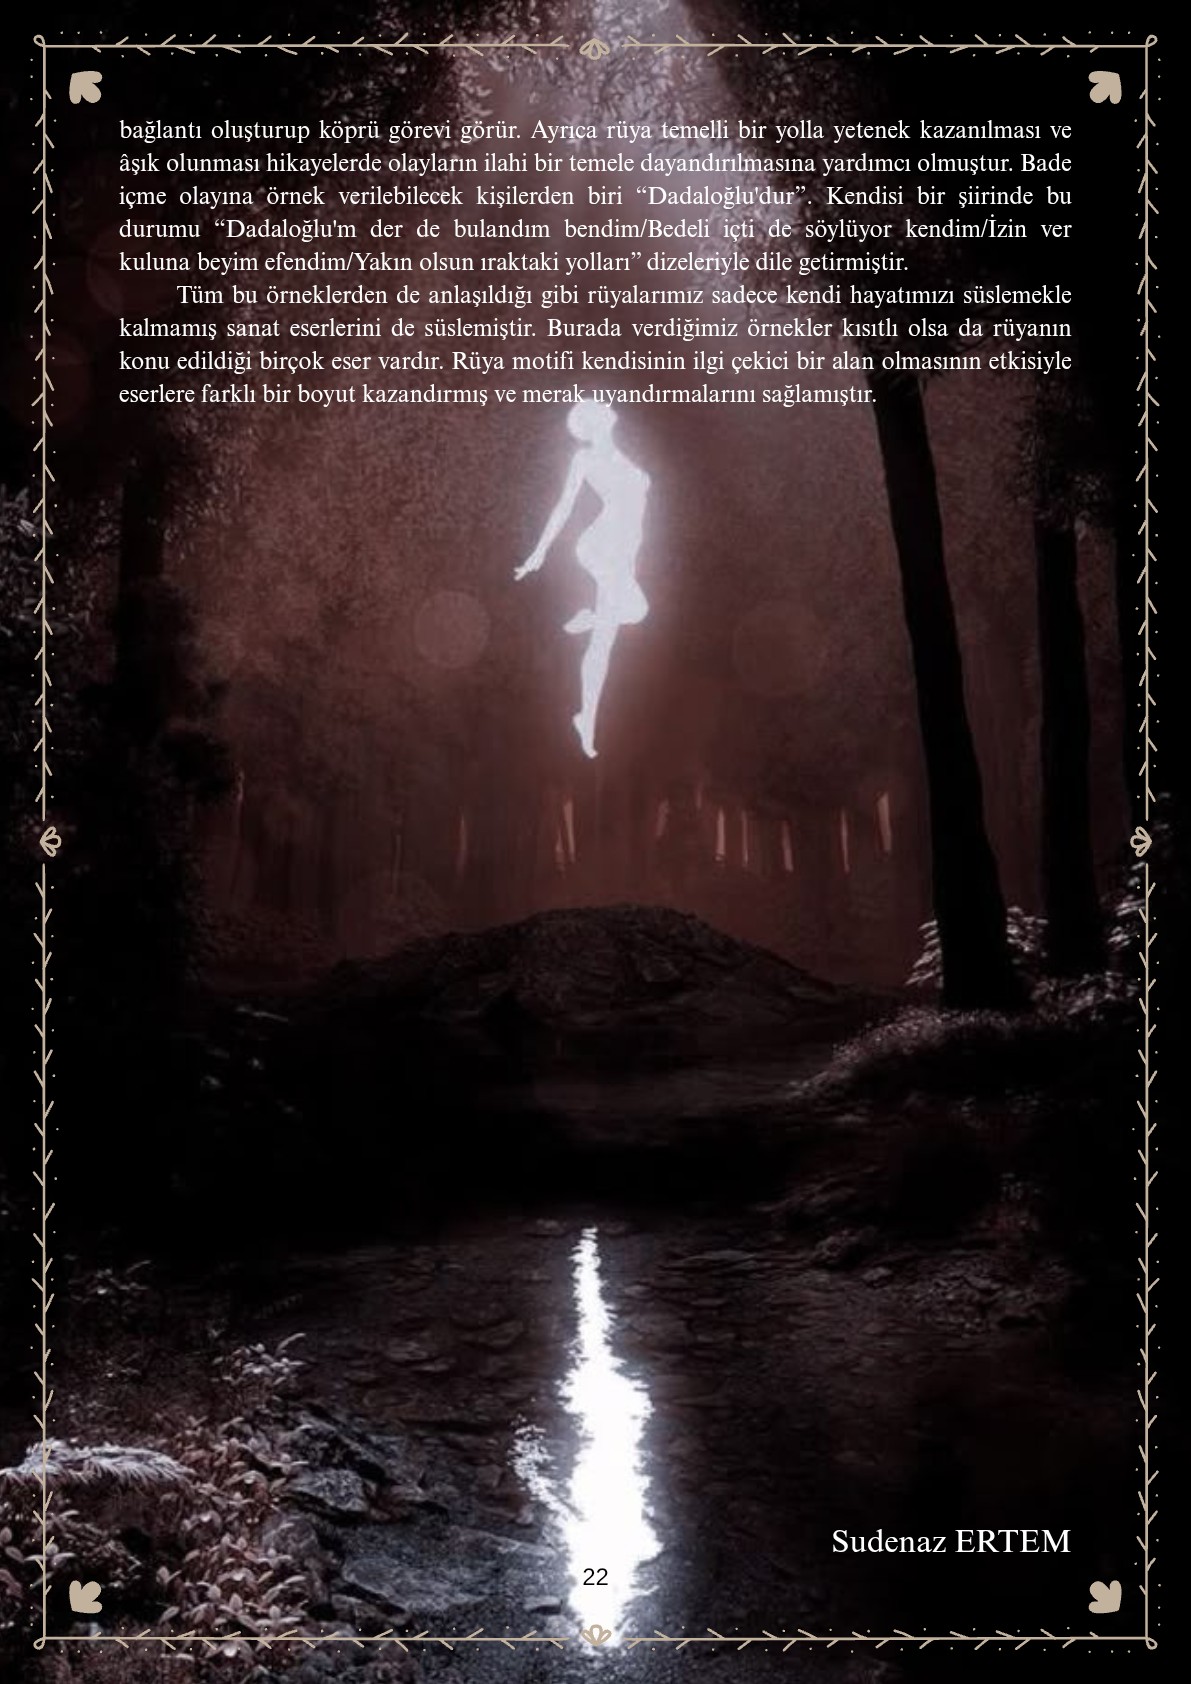 bağlantı oluşturup köprü görevi görür. Ayrıca rüya temelli bir yolla yetenek kazanılması ve
âşık olunması hikayelerde olayların ilahi bir temele dayandırılmasına yardımcı olmuştur. Bade
içme olayına örnek verilebilecek kişilerden biri “Dadaloğlu'dur”. Kendisi bir şiirinde bu
durumu “Dadaloğlu'm der de bulandım bendim/Bedeli içti de söylüyor kendim/İzin ver
kuluna beyim efendim/Yakın olsun ıraktaki yolları” dizeleriyle dile getirmiştir.
Tüm bu örneklerden de anlaşıldığı gibi rüyalarımız sadece kendi hayatımızı süslemekle
kalmamış sanat eserlerini de süslemiştir. Burada verdiğimiz örnekler kısıtlı olsa da rüyanın
konu edildiği birçok eser vardır. Rüya motifi kendisinin ilgi çekici bir alan olmasının etkisiyle
eserlere farklı bir boyut kazandırmış ve merak uyandırmalarını sağlamıştır.
Sudenaz ERTEM
22